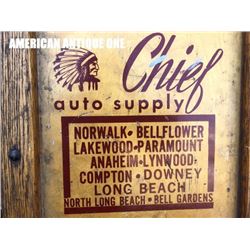 AMERICAN ANTIQUE ONE
Chief
auto supply
NORWALK • BELLFLOWER
LAKEWOOD • PARAMOUNT
ANAHEIM • LYNWOOD •
COMPTON • DOWNEY
LONG BEACH
NORTH LONG BEACH • BELL GARDENS